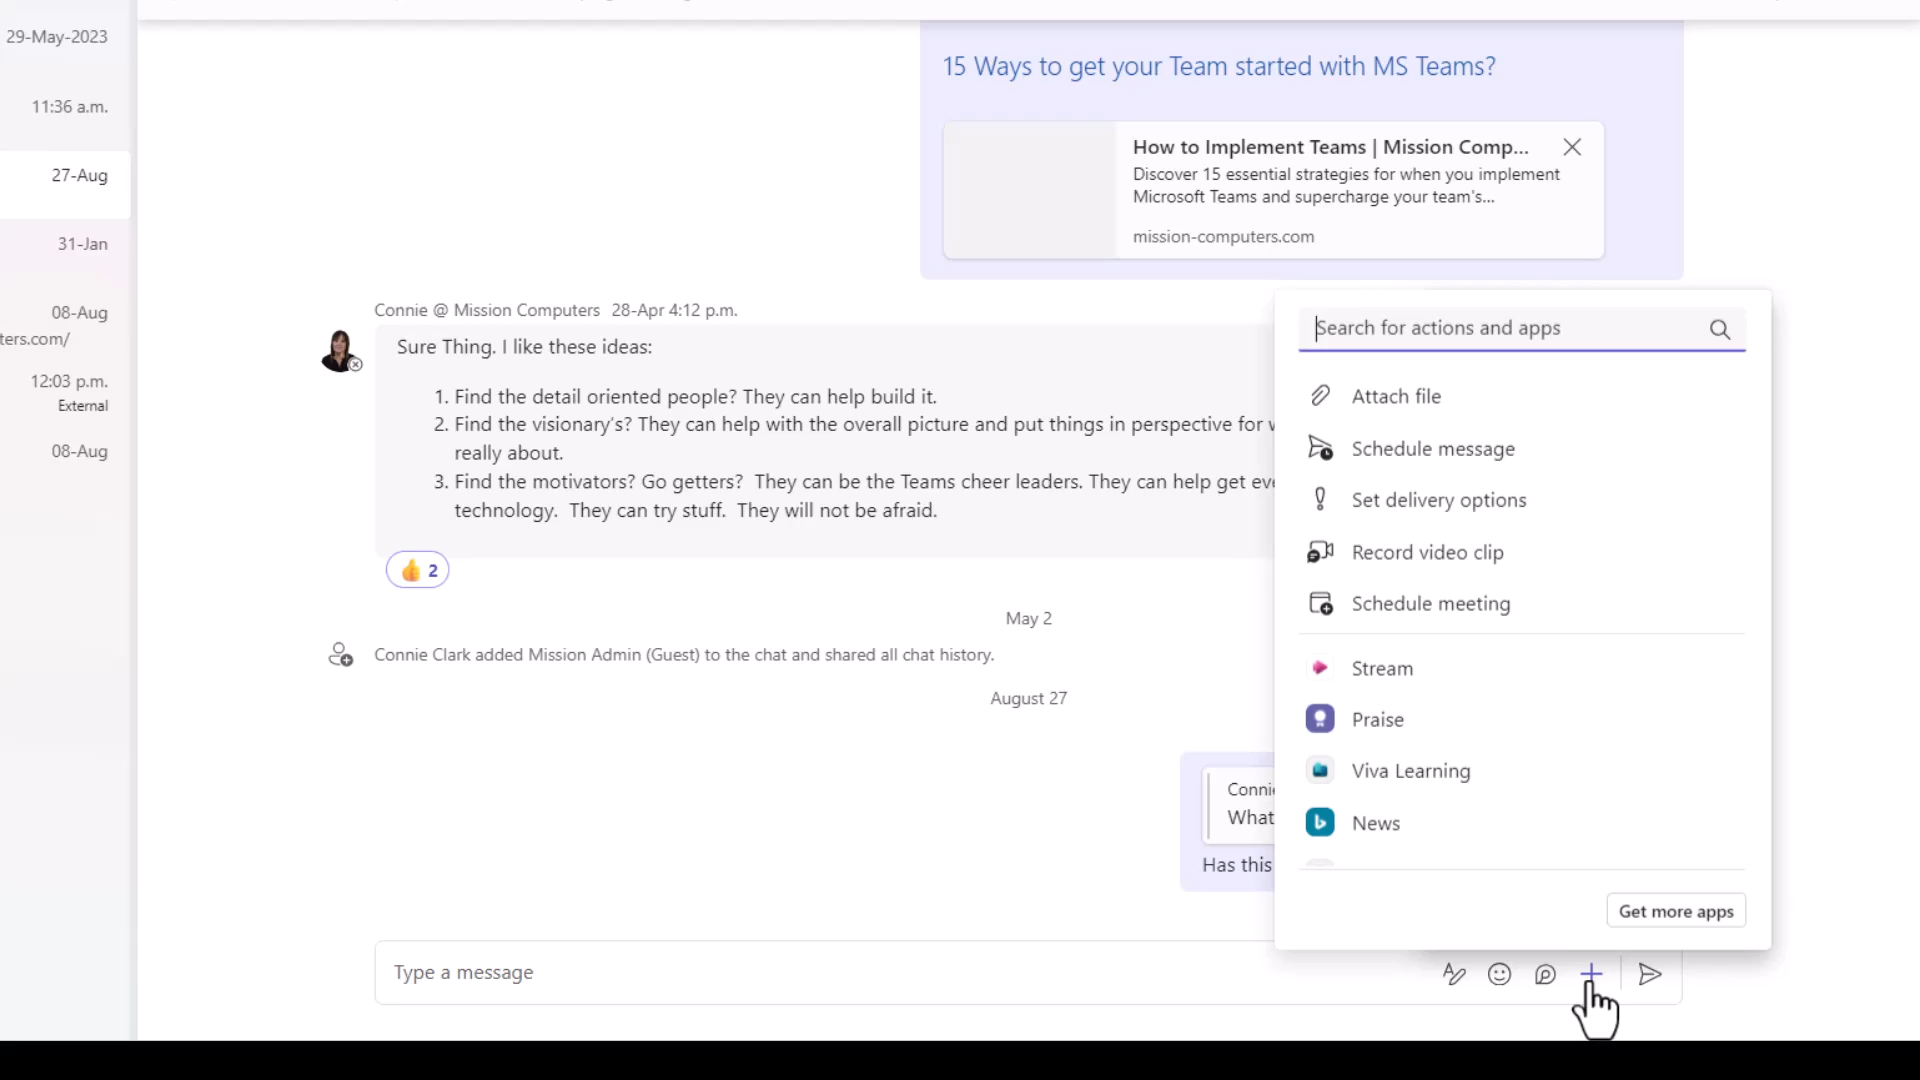 29-May-2023
11:36 a.m.
27-Aug
31-Jan
08-Aug
ters.com/
12:03 p.m.
External
08-Aug
15 Ways to get your Team started with MS Teams?
How to Implement Teams | Mission Comp...
Discover 15 essential strategies for when you implement
Microsoft Teams and supercharge your team's...
mission-computers.com
Connie @ Mission Computers 28-Apr 4:12 p.m.
Sure Thing. I like these ideas:
1. Find the detail oriented people? They can help build it.
2. Find the visionary's? They can help with the overall picture and put things in perspective for
really about.
3. Find the motivators? Go getters? They can be the Teams cheer leaders. They can help get
technology. They can try stuff. They will not be afraid.
2
May 2
Connie Clark added Mission Admin (Guest) to the chat and shared all chat history.
August 27
Connie
What
Has this
Type a message
Search for actions and apps
Attach file
Schedule message
Set delivery options
Record video clip
Schedule meeting
Stream
Praise
Viva Learning
News
Get more apps